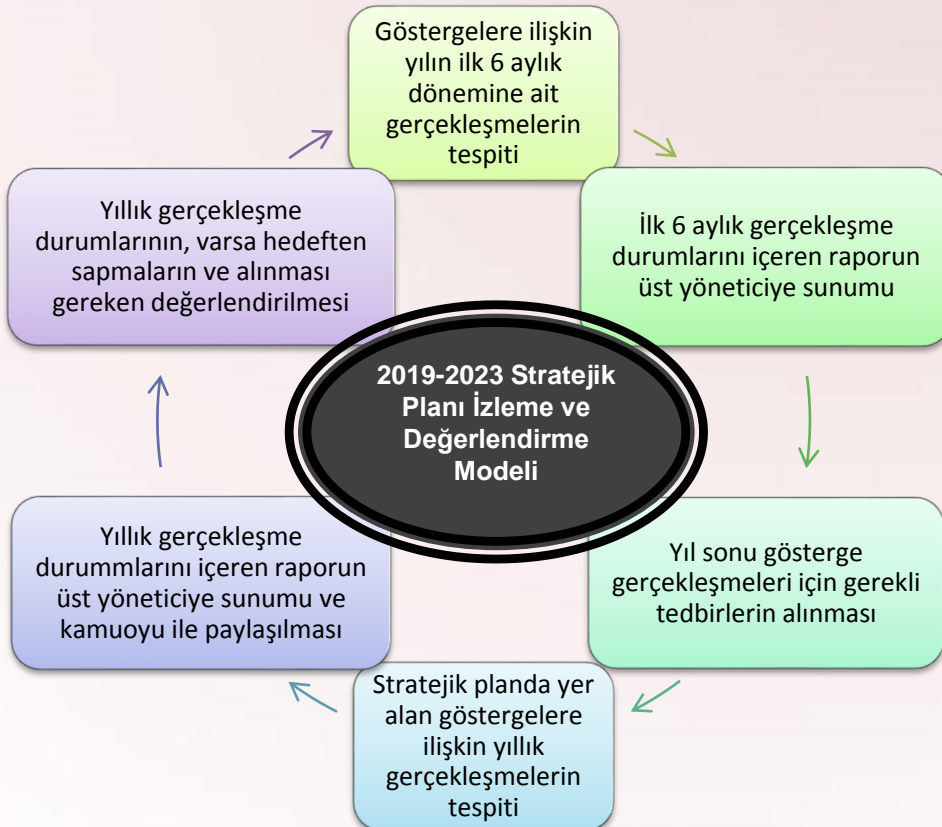 Göstergelere ilişkin
yılın ilk 6 aylık
dönemine ait
gerçekleşmelerin
tespiti
İlk 6 aylık gerçekleşme
durumlarını içeren raporun
üst yöneticiye sunumu
Yıl sonu gösterge
gerçekleşmeleri için gerekli
tedbirlerin alınması
Stratejik planda yer
alan göstergelere
ilişkin yıllık
gerçekleşmelerin
tespiti
Yıllık gerçekleşme
durummlarını içeren raporun
üst yöneticiye sunumu ve
kamuoyu ile paylaşılması
Yıllık gerçekleşme
durumlarının, varsa hedeften
sapmaların ve alınması
gereken değerlendirilmesi
2019-2023 Stratejik
Planı İzleme ve
Değerlendirme
Modeli